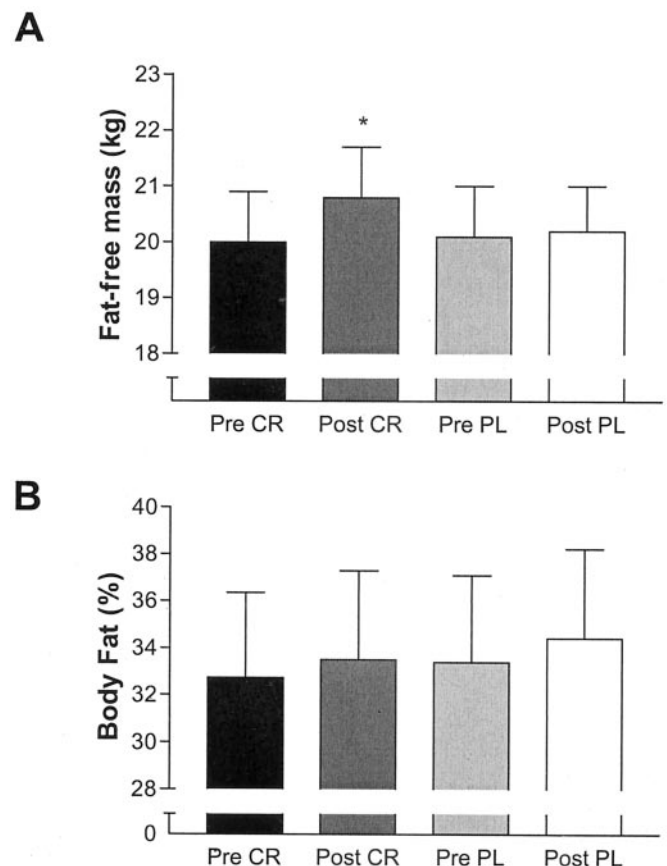 A
Fat-free mass (kg)
23
22
21
20
19
18
*
Pre CR Post CR Pre PL Post PL
B
Body Fat (%)
40
38
36
34
32
30
28
0
Pre CR Post CR Pre PL Post PL